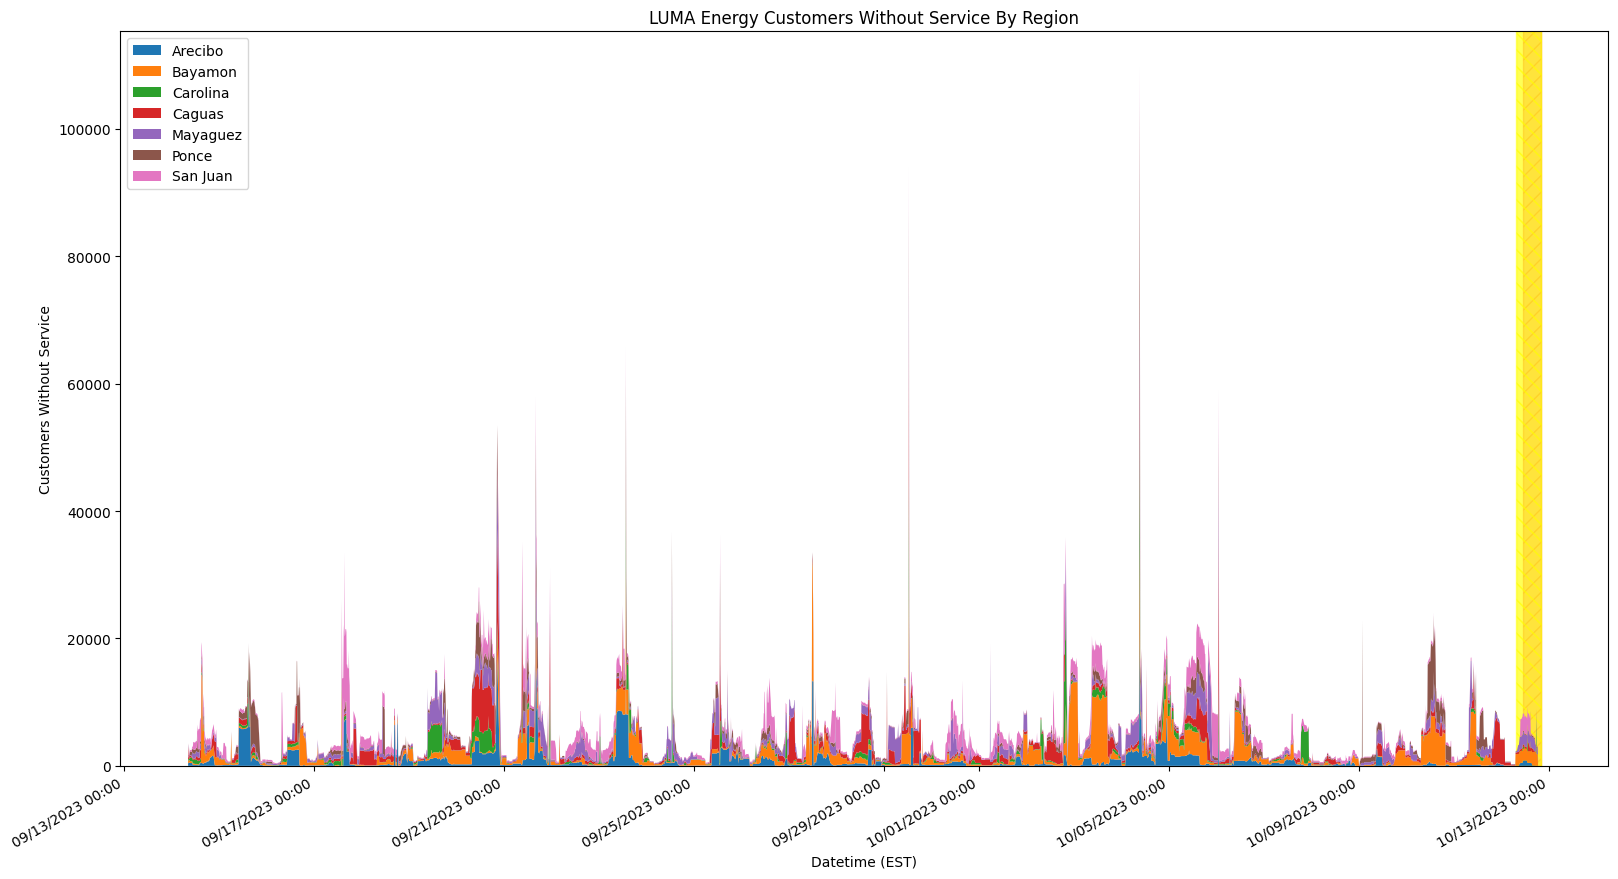 LUMA Energy Customers Without Service By Region
Arecibo
Bayamon
Carolina
Caguas
Mayaguez
Ponce
San Juan
100000
80000
60000
40000
20000
0
Customers Without Service
09/13/2023 00:00
09/17/2023 00:00
09/21/2023 00:00
09/25/2023 00:00
09/29/2023 00:00
10/01/2023 00:00
10/05/2023 00:00
10/09/2023 00:00
10/13/2023 00:00
Datetime (EST)